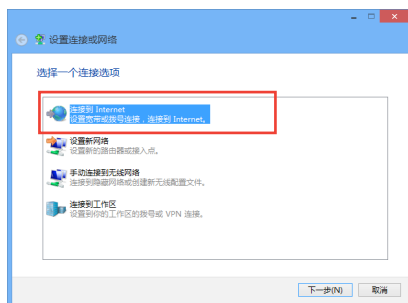 设置连接或网络
选择一个连接选项
连接到 Internet
设置宽带或拨号连接，连接到 Internet。
设置新网络
设置新的路由器或接入点。
手动连接到无线网络
连接到隐藏网络或创建新无线配置文件。
连接到工作区
设置到你的工作区的拨号或 VPN 连接。
下一步(N)
取消